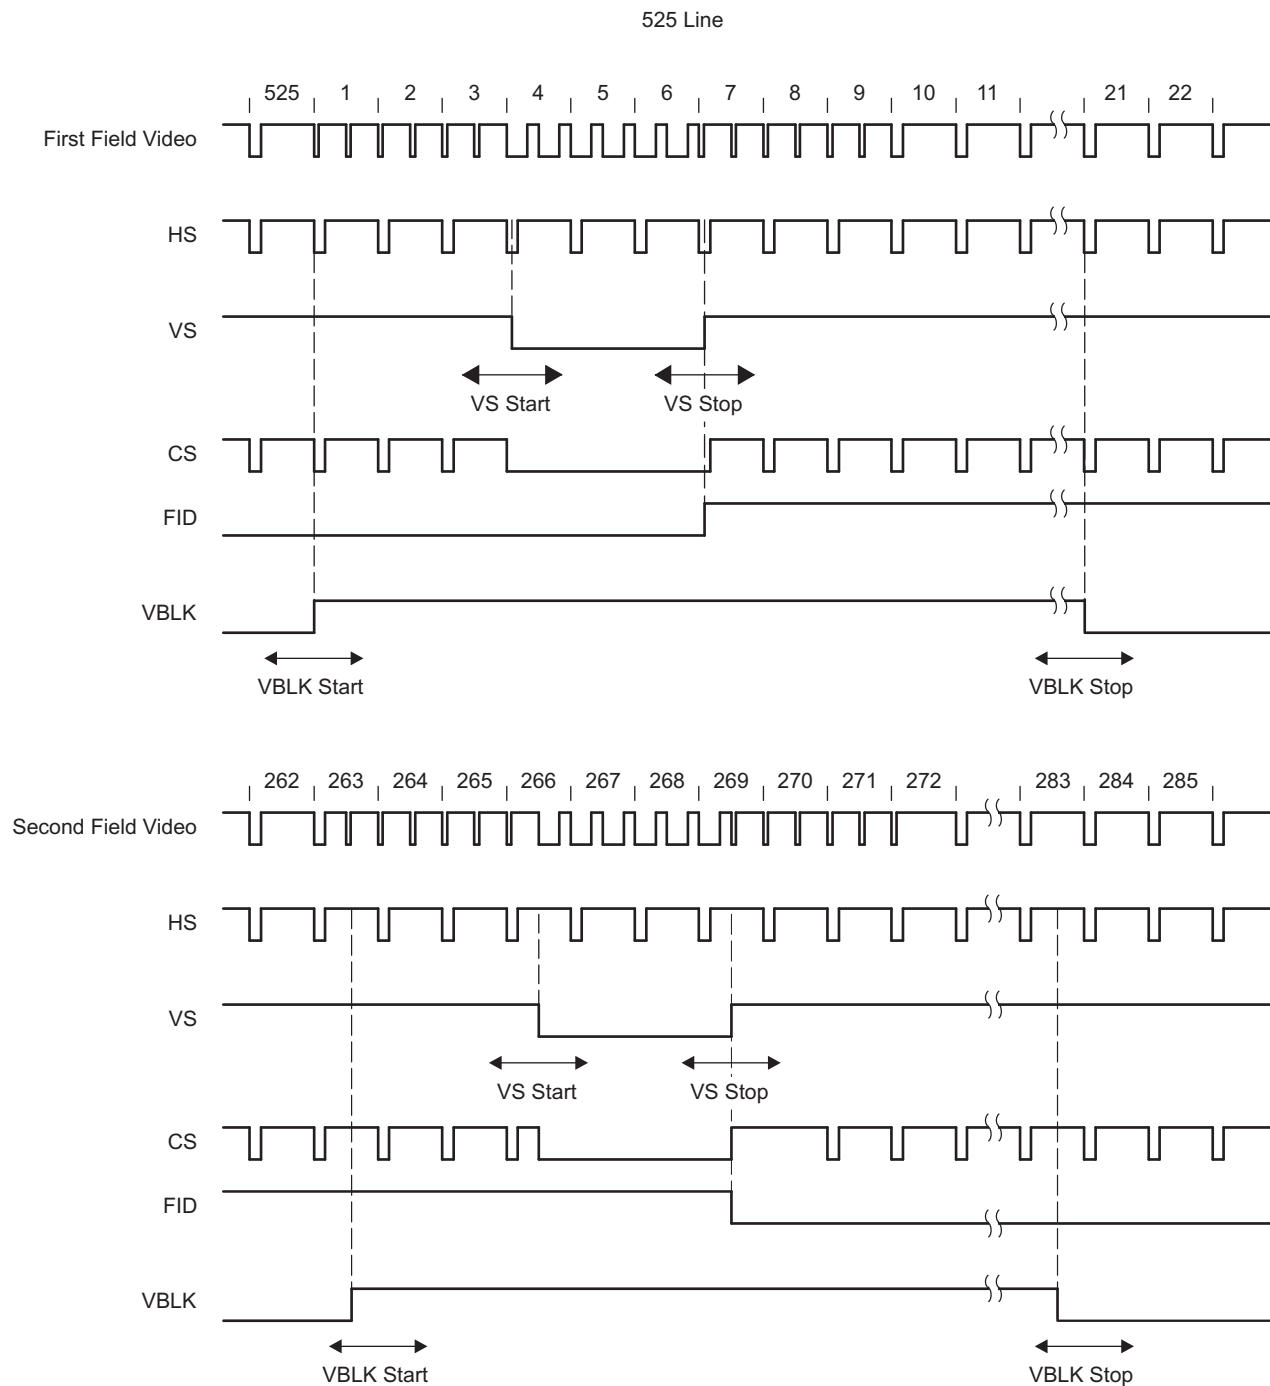 525 Line
525 1 2 3 4 5 6 7 8 9 10 11 21 22
First Field Video
HS
VS
VS Start VS Stop
CS
FID
VBLK
VBLK Start VBLK Stop
262 263 264 265 266 267 268 269 270 271 272 283 284 285
Second Field Video
HS
VS
VS Start VS Stop
CS
FID
VBLK
VBLK Start VBLK Stop